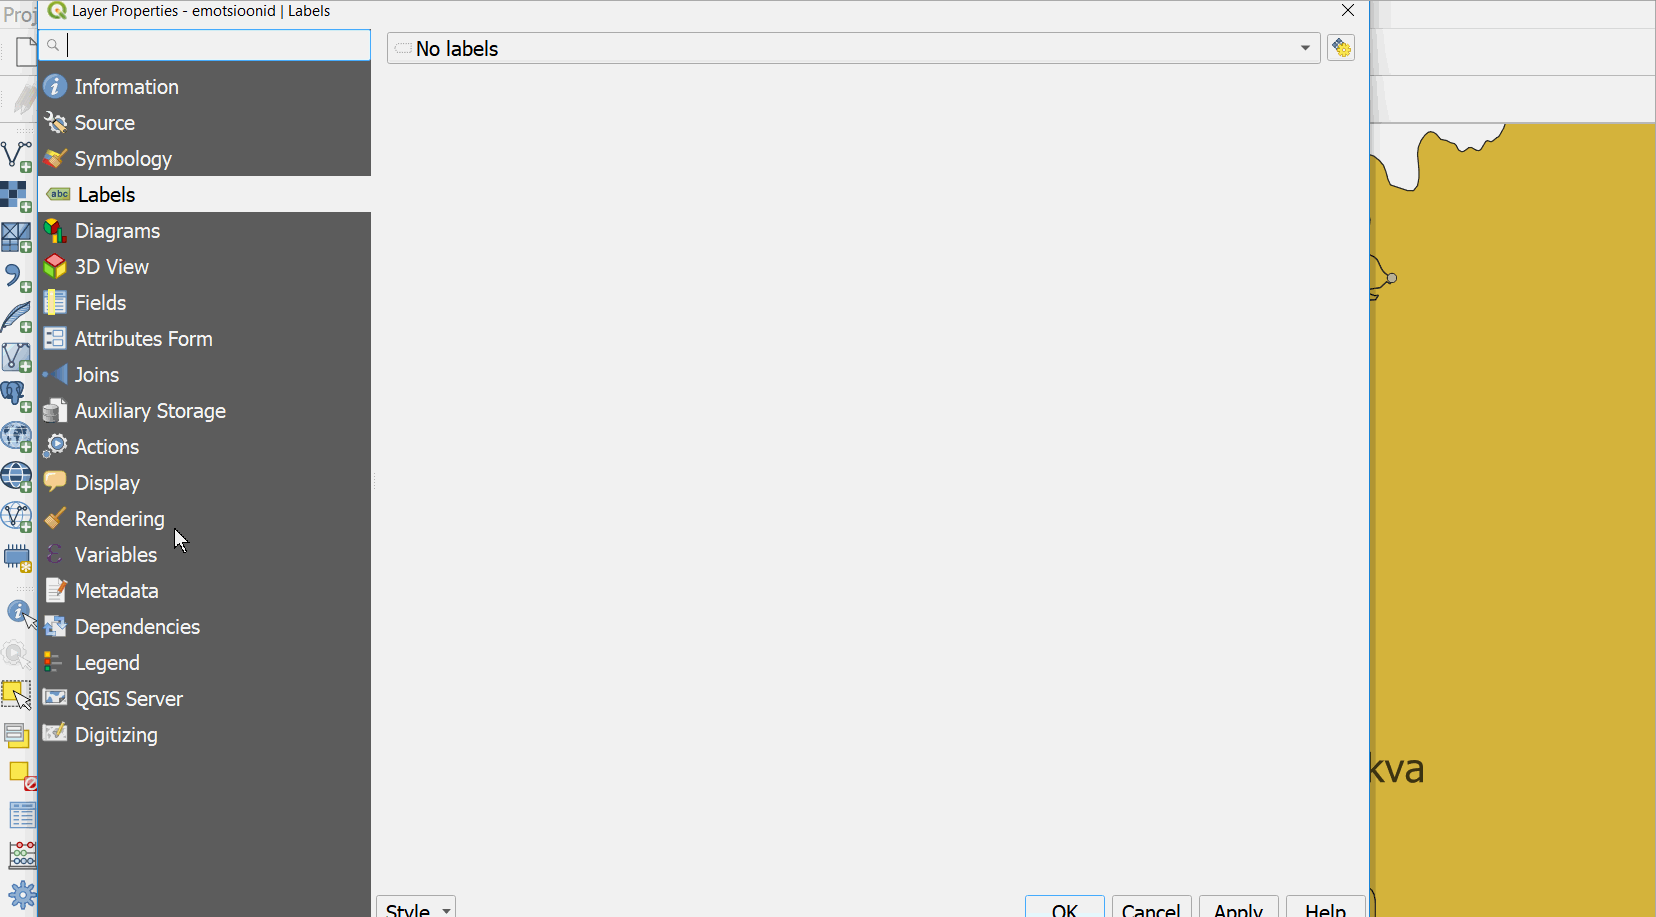 Proj
Layer Properties - emotsioonid | Labels
No labels
Information
Source
Symbology
abc Labels
Diagrams
3D View
Fields
Attributes Form
Joins
Auxiliary Storage
Actions
Display
Rendering
Variables
Metadata
Dependencies
Legend
QGIS Server
Digitizing
kva
Style
OK
Cancel
Apply
Help